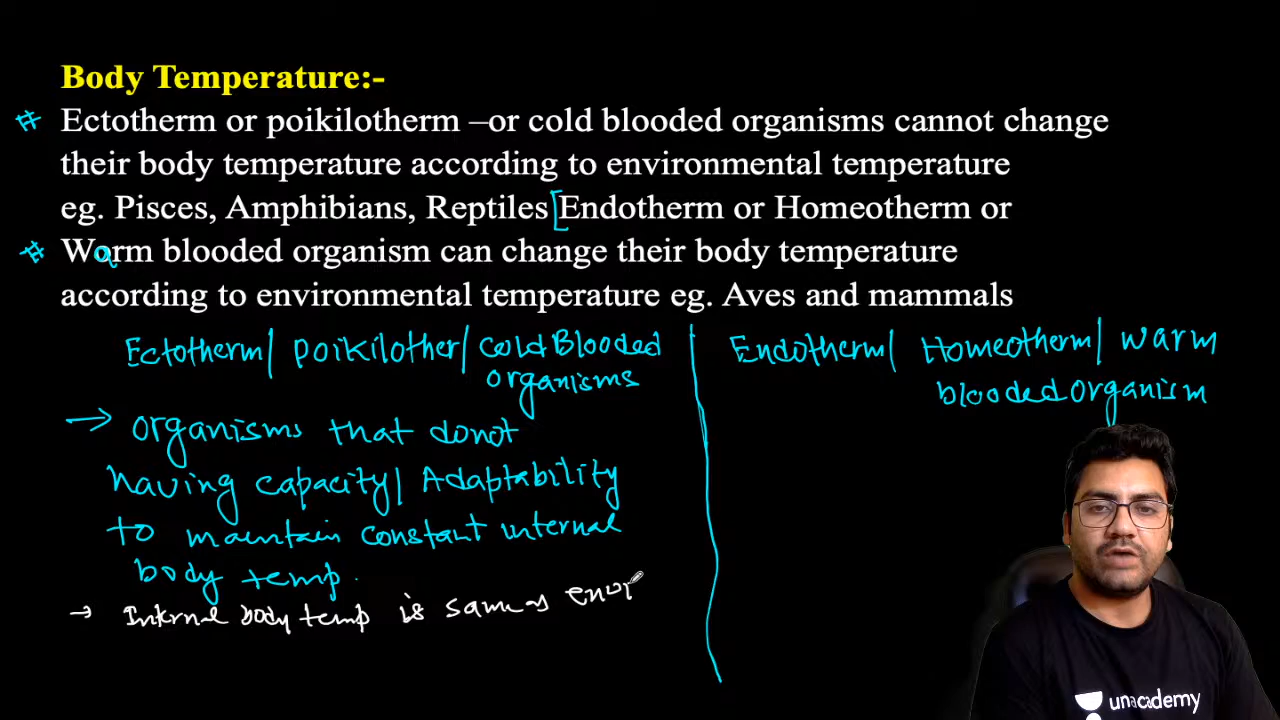 Body Temperature:-
# Ectotherm or poikilotherm –or cold blooded organisms cannot change
their body temperature according to environmental temperature
eg. Pisces, Amphibians, Reptiles [Endotherm or Homeotherm or
# Warm blooded organism can change their body temperature
according to environmental temperature eg. Aves and mammals
Ectotherm| poikilother| cold Blooded
organisms
→ organisms that donot
having capacity| Adaptability
to maintain constant internal
body temp.
→ Internal body temp is same as envir
Endotherm| Homeotherm| warm
blooded organism
unacademy